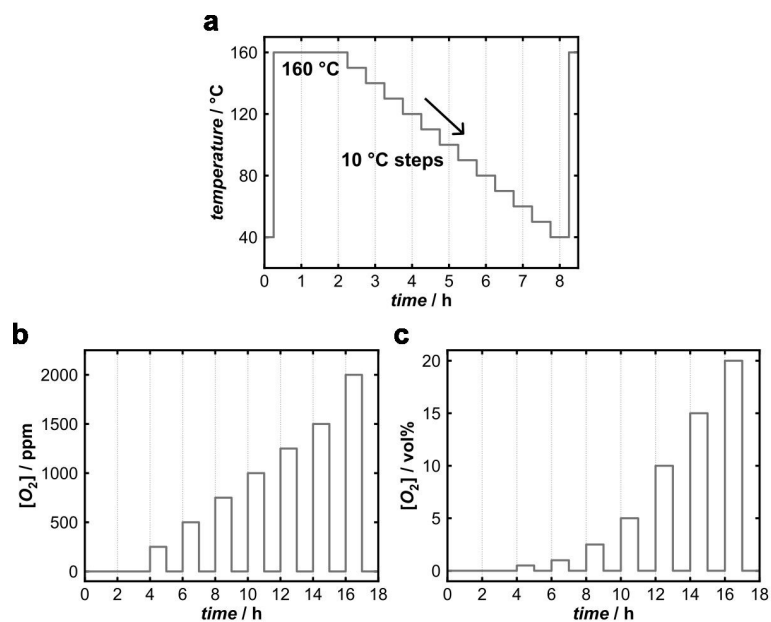 a
160
120
80
40
temperature / °C
160 °C
10 °C steps
0 1 2 3 4 5 6 7 8
time / h
b
2000
1500
1000
500
0
[O₂] / ppm
0 2 4 6 8 10 12 14 16 18
time / h
c
20
15
10
5
0
[O₂] / vol%
0 2 4 6 8 10 12 14 16 18
time / h